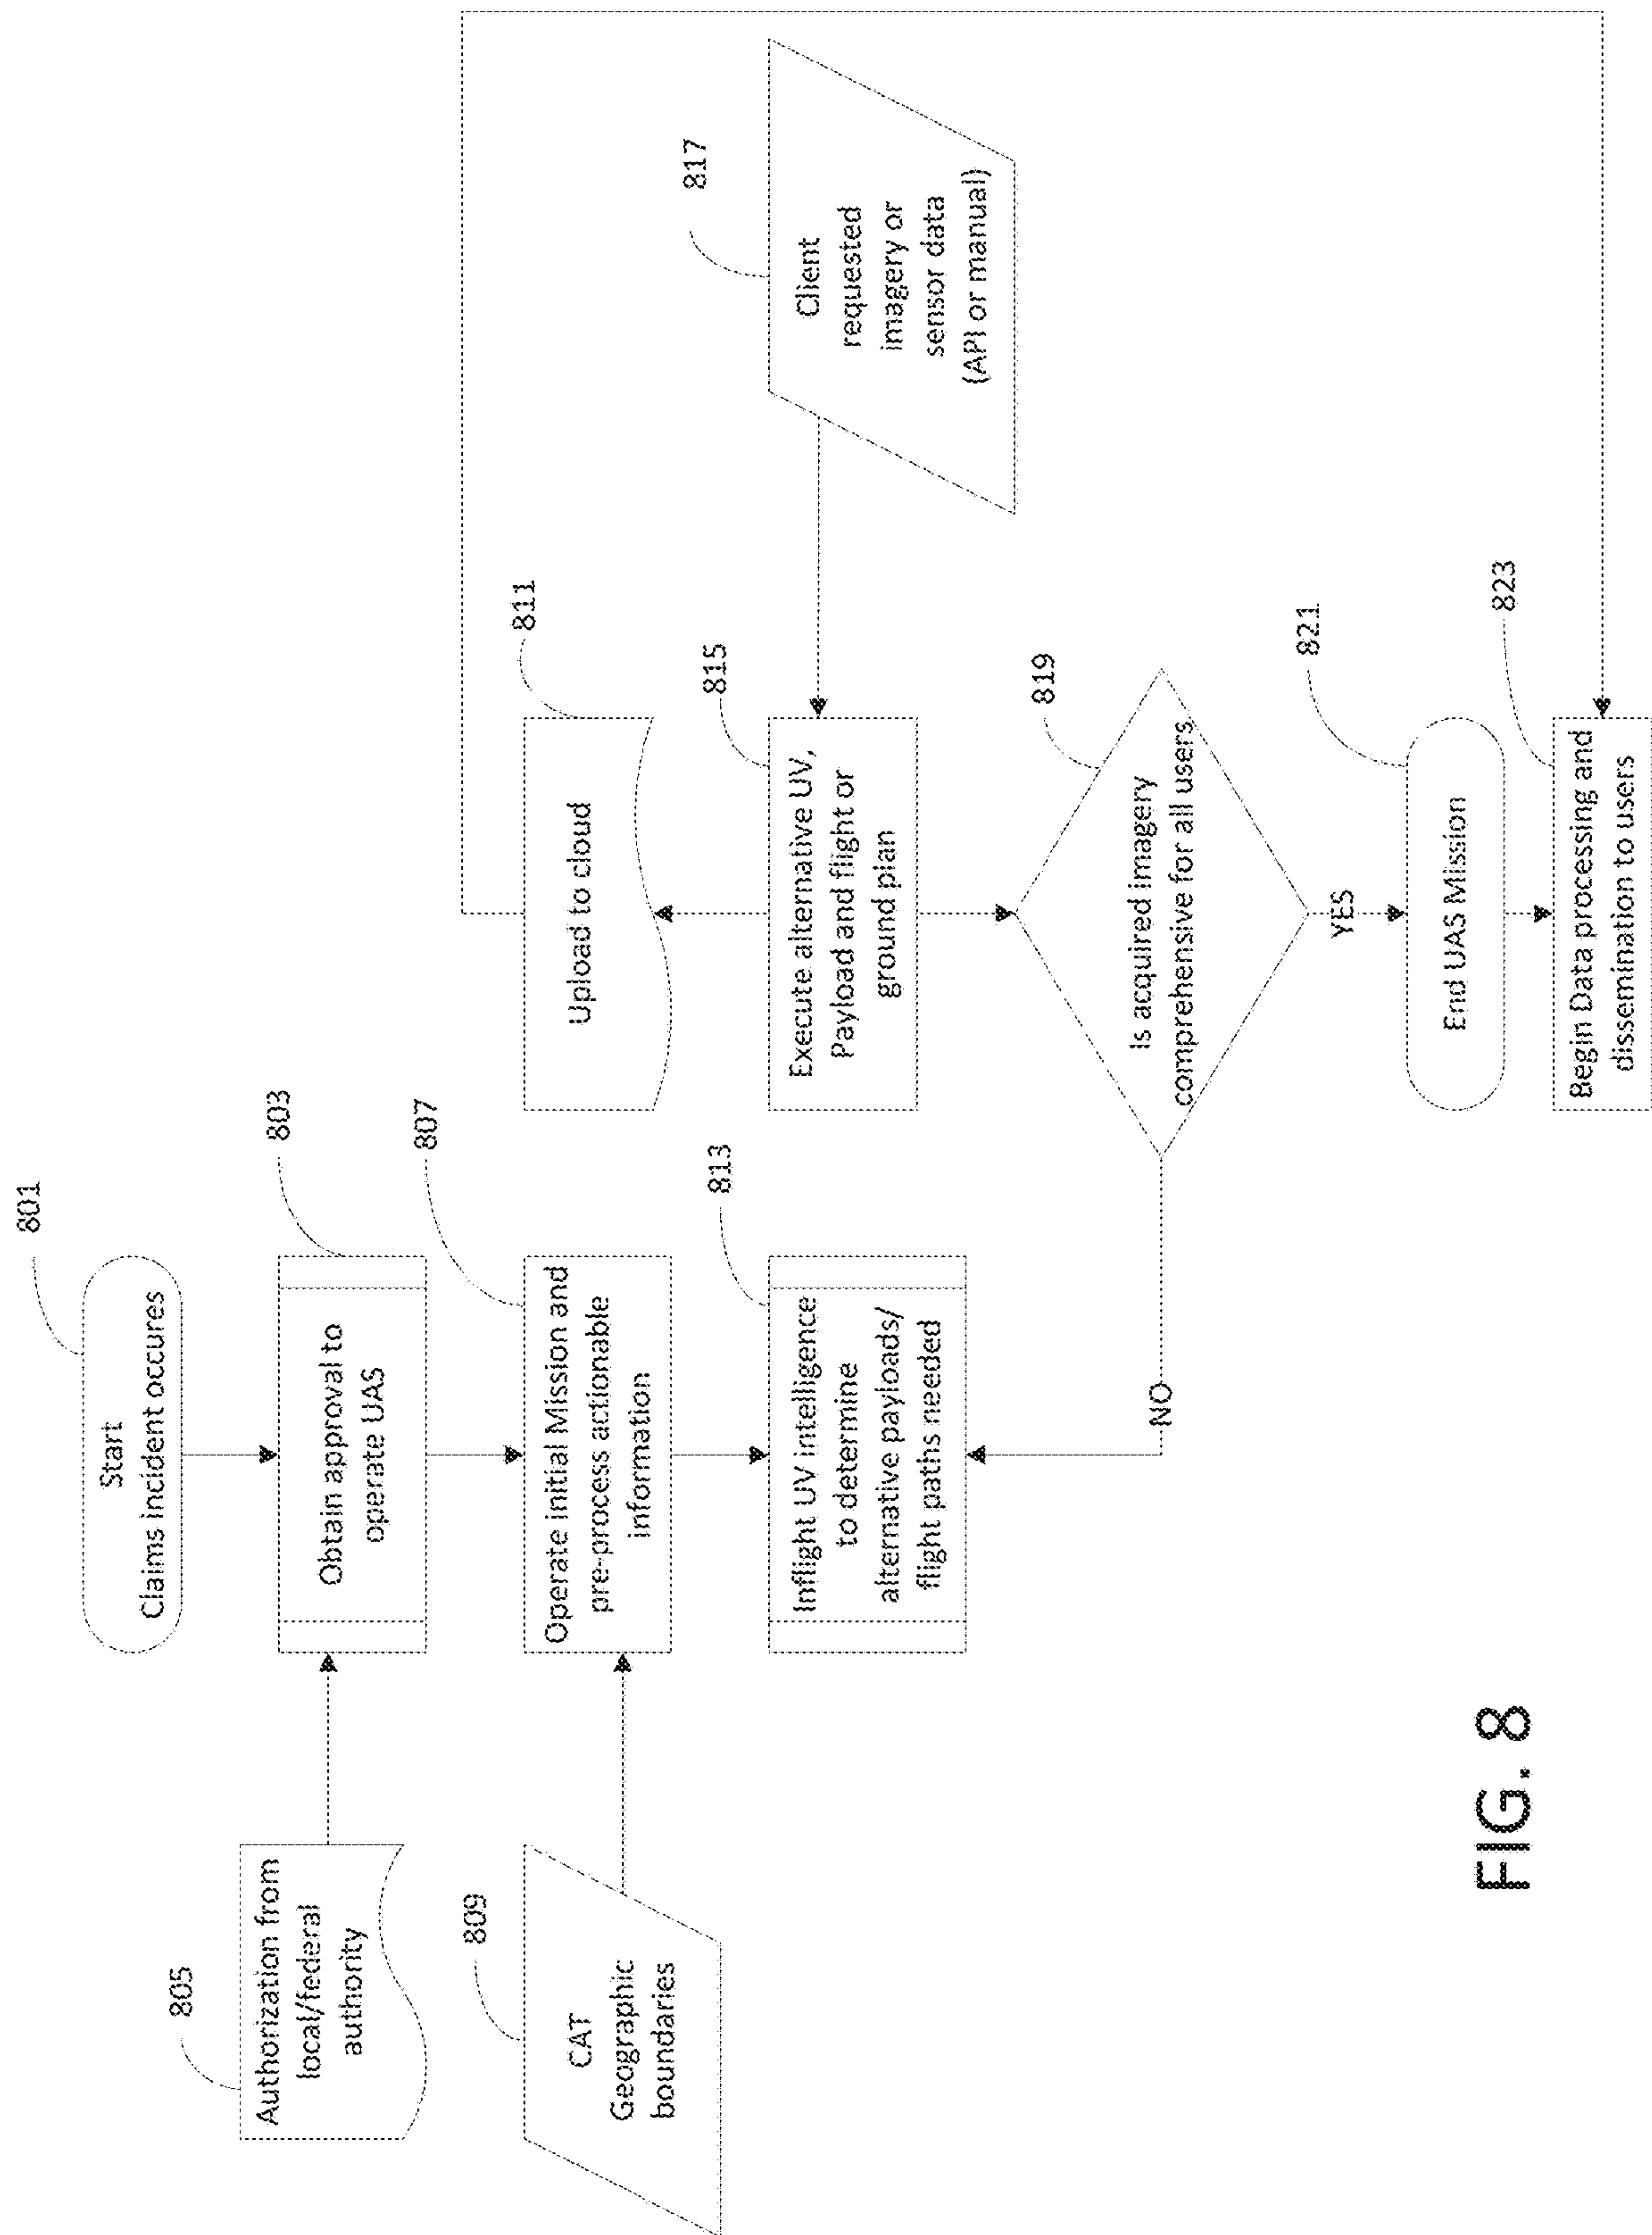 801
Start
Claims incident occures
803
Obtain approval to
operate UAS
805
Authorization from
local/federal
authority
807
Operate initial Mission and
pre-process actionable
information
809
CAT
Geographic
boundaries
813
Inflight UV intelligence
to determine
alternative payloads/
flight paths needed
811
Upload to cloud
815
Execute alternative UV,
Payload and flight or
ground plan
817
Client
requested
imagery or
sensor data
(API or manual)
819
Is acquired imagery
comprehensive for all users
NO
YES
821
End UAS Mission
823
Begin Data processing and
dissemination to users
FIG. 8